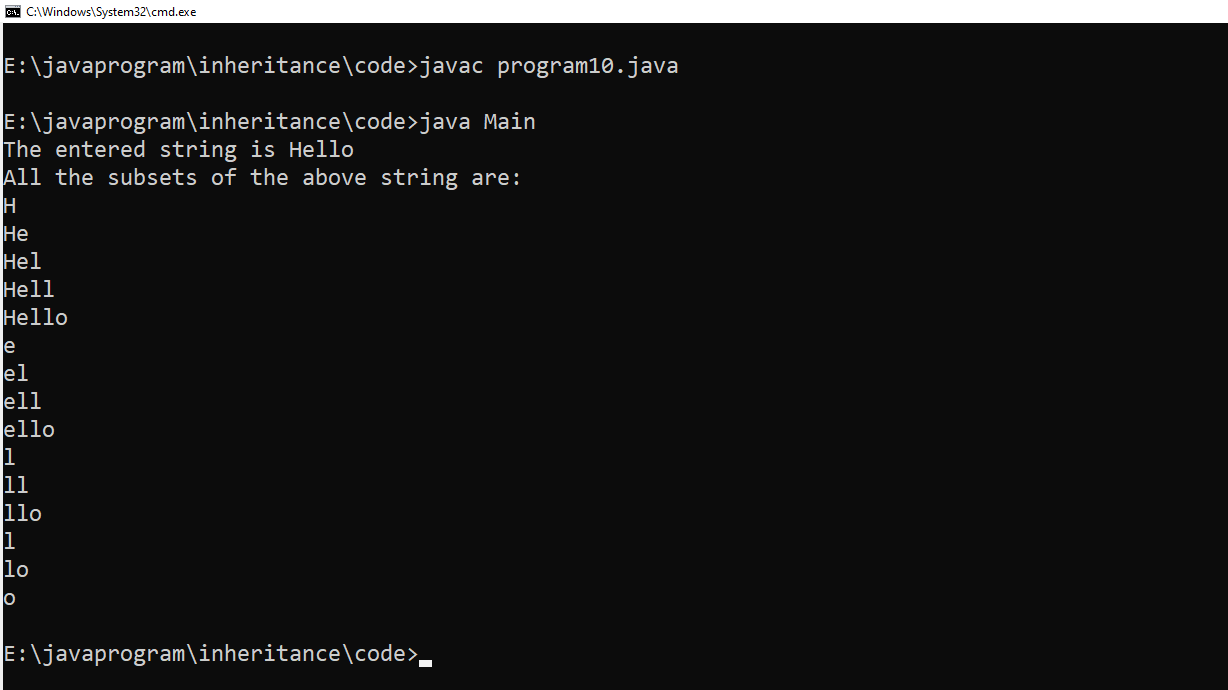 C:\Windows\System32\cmd.exe
E:\javaprogram\inheritance\code>javac program10.java
E:\javaprogram\inheritance\code>java Main
The entered string is Hello
All the subsets of the above string are:
H
He
Hel
Hell
Hello
e
el
ell
ello
l
ll
llo
l
lo
o
E:\javaprogram\inheritance\code>